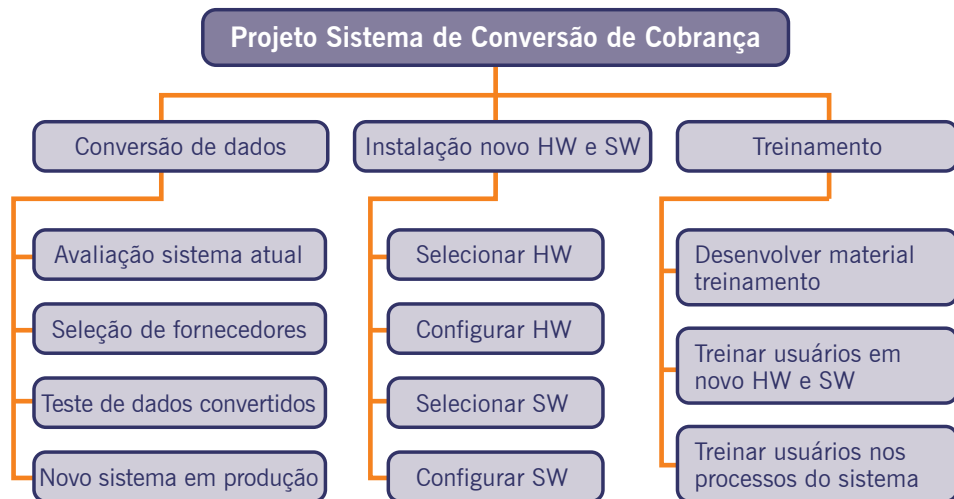 Projeto Sistema de Conversão de Cobrança
Conversão de dados
Instalação novo HW e SW
Treinamento
Avaliação sistema atual
Seleção de fornecedores
Teste de dados convertidos
Novo sistema em produção
Selecionar HW
Configurar HW
Selecionar SW
Configurar SW
Desenvolver material
treinamento
Treinar usuários em
novo HW e SW
Treinar usuários nos
processos do sistema